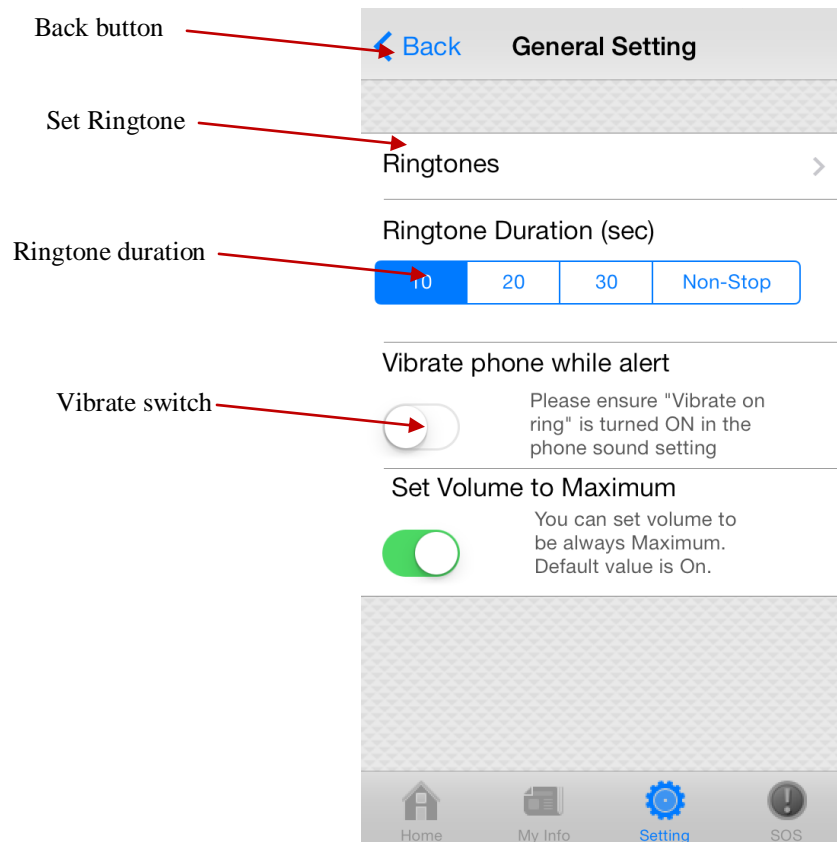 Back button
Back
General Setting
Set Ringtone
Ringtones
Ringtone Duration (sec)
Ringtone duration
10 20 30 Non-Stop
Vibrate phone while alert
Vibrate switch
Please ensure "Vibrate on
ring" is turned ON in the
phone sound setting
Set Volume to Maximum
You can set volume to
be always Maximum.
Default value is On.
Home My Info Setting SOS